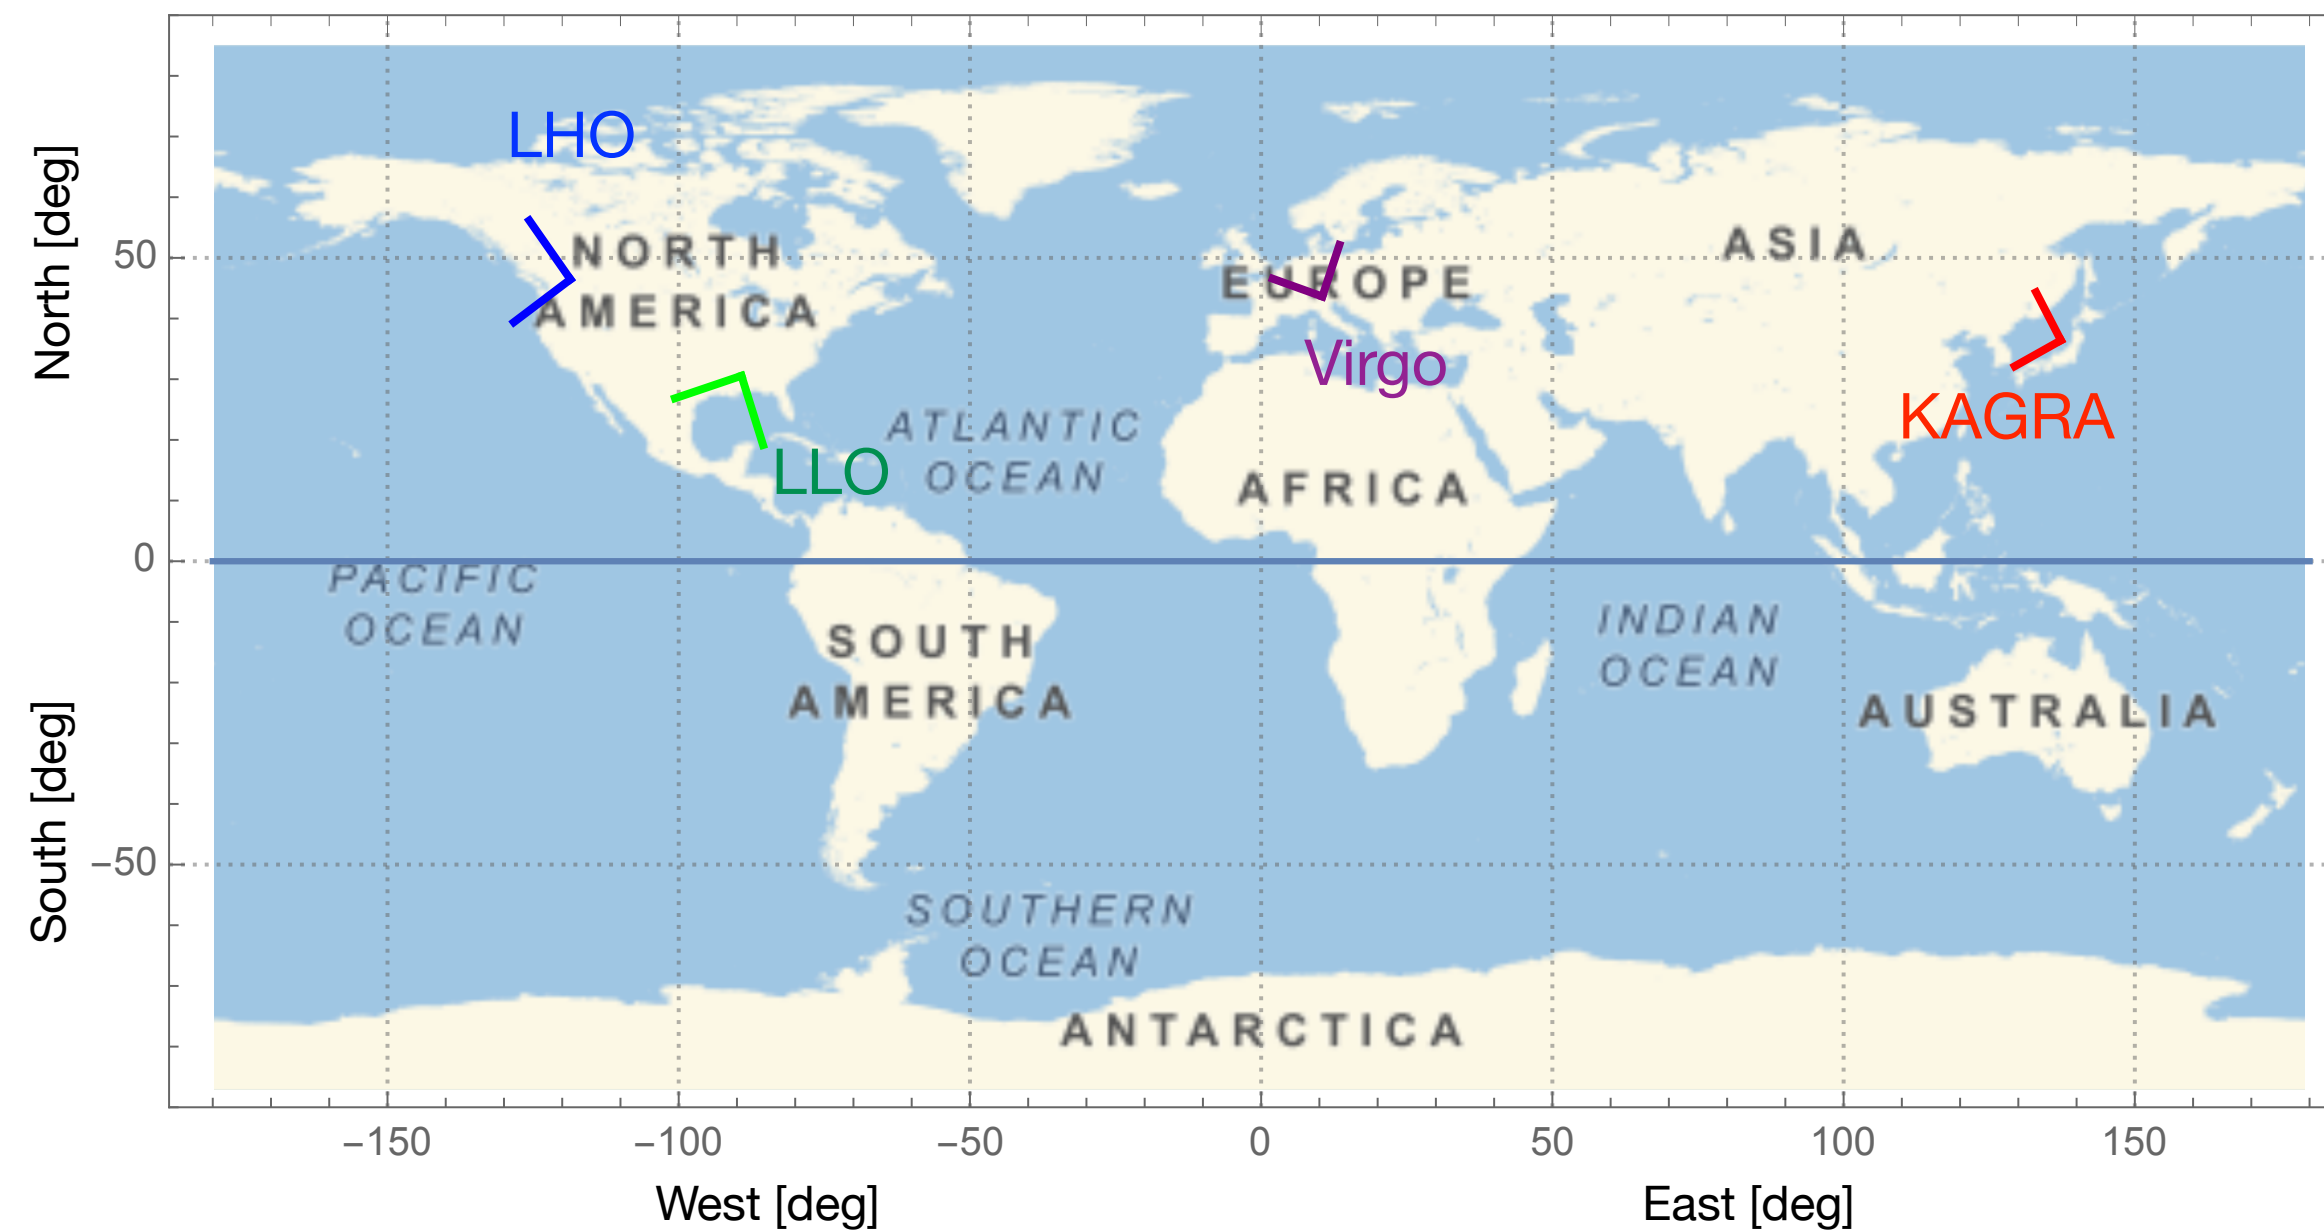 LHO
NORTH
AMERICA
LLO
ATLANTIC
OCEAN
EUROPE
Virgo
ASIA
KAGRA
AFRICA
PACIFIC
OCEAN
SOUTH
AMERICA
INDIAN
OCEAN
AUSTRALIA
SOUTHERN
OCEAN
ANTARCTICA
North [deg]
South [deg]
50
0
−50
−150
−100
−50
0
50
100
150
West [deg]
East [deg]